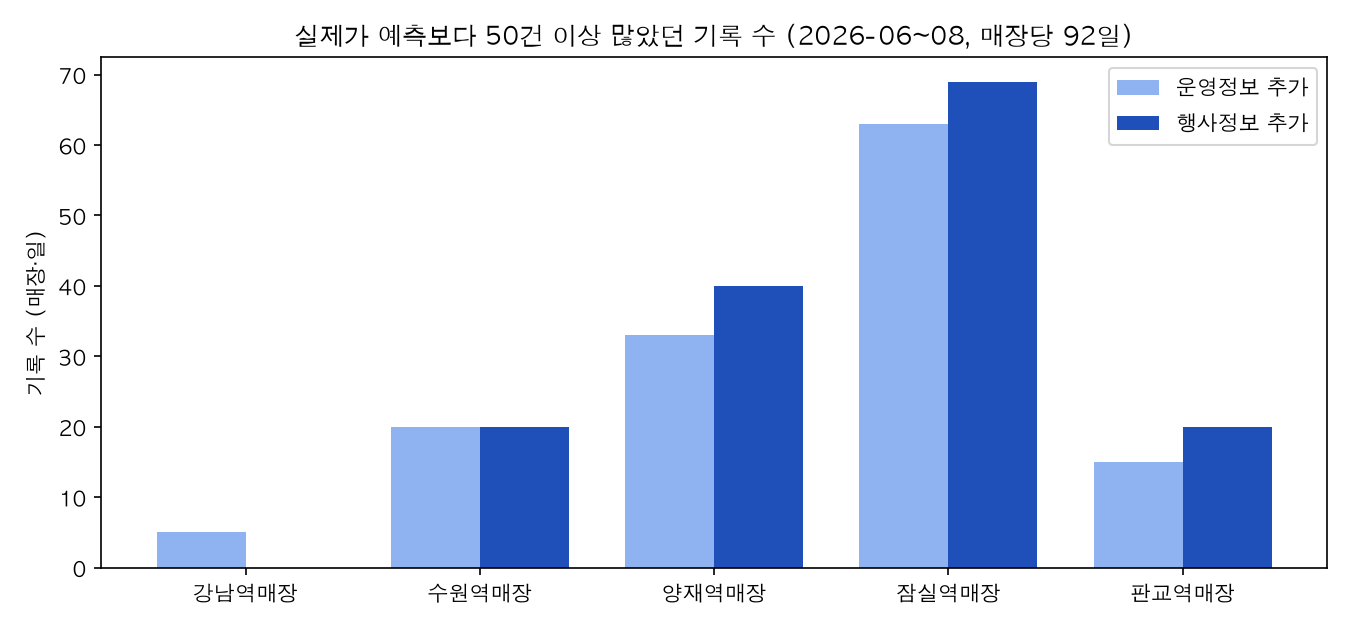 실제가 예측보다 50건 이상 많았던 기록 수 (2026-06~08, 매장당 92일)
운영정보 추가
행사정보 추가
기록 수 (매장·일)
70
60
50
40
30
20
10
0
강남역매장
수원역매장
양재역매장
잠실역매장
판교역매장